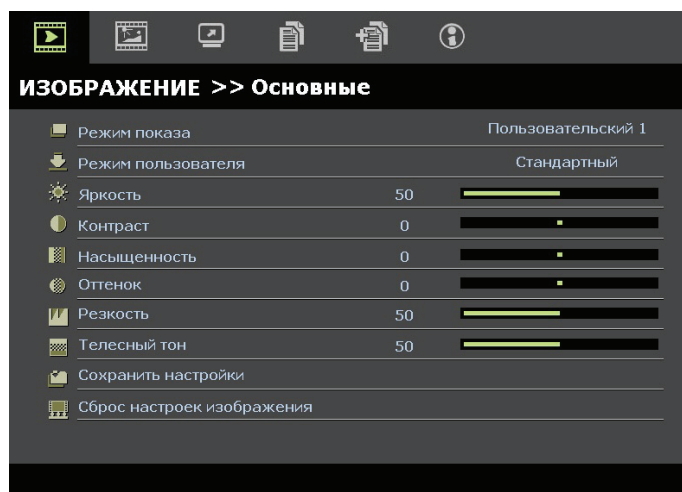 ИЗОБРАЖЕНИЕ >> Основные
Режим показа Пользовательский 1
Режим пользователя Стандартный
Яркость 50
Контраст 0
Насыщенность 0
Оттенок 0
Резкость 50
Телесный тон 50
Сохранить настройки
Сброс настроек изображения